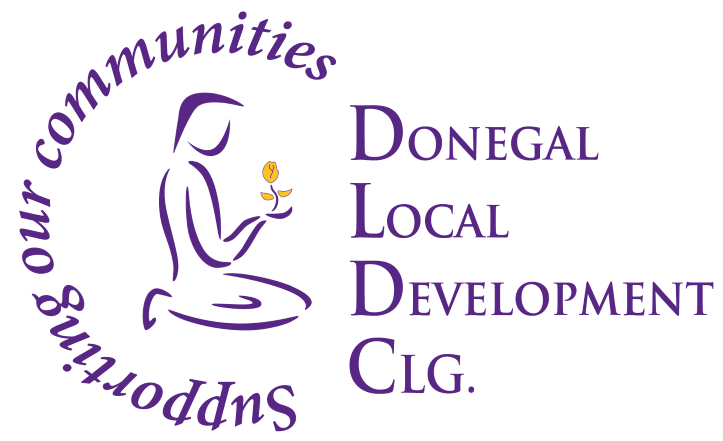 Supporting our communities
Donegal
Local
Development
Clg.